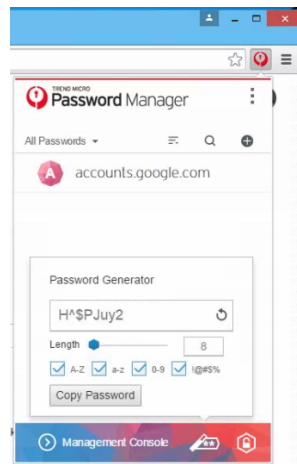 TREND MICRO
Password Manager
All Passwords
A accounts.google.com
Password Generator
H^$PJuy2
Length 8
A-Z a-z 0-9 !@#$%
Copy Password
Management Console